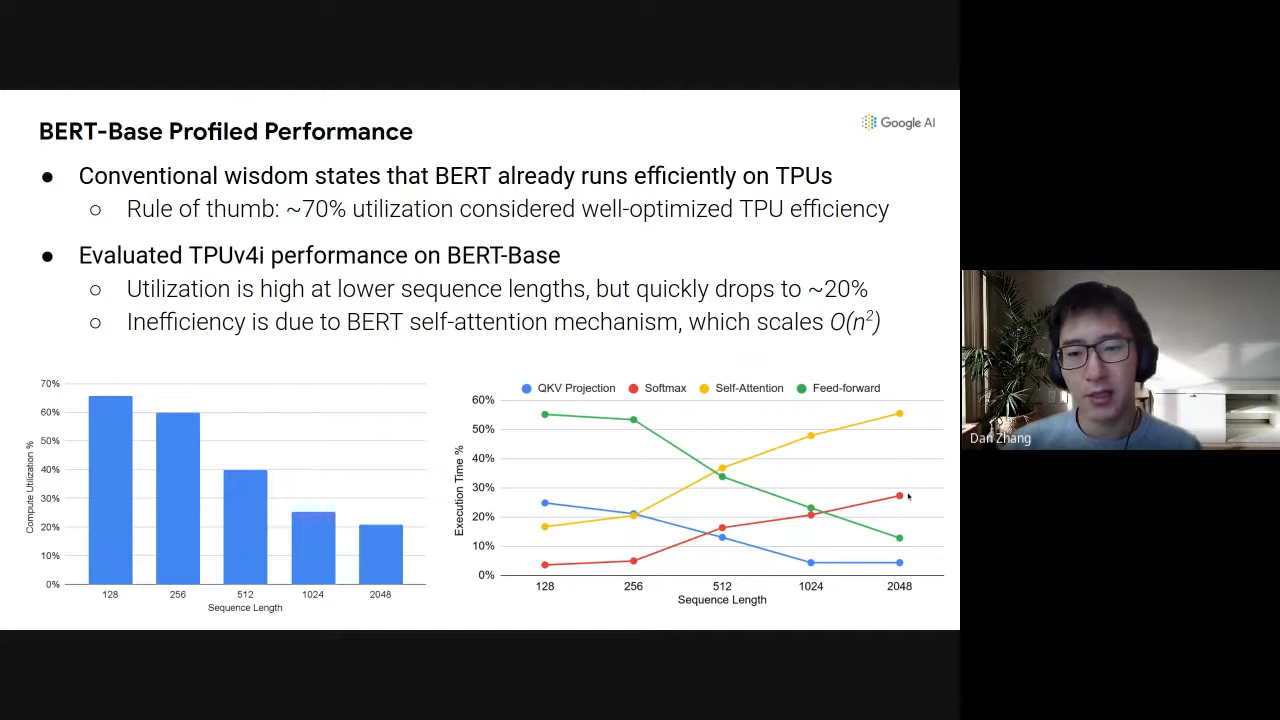 BERT-Base Profiled Performance
Google AI
● Conventional wisdom states that BERT already runs efficiently on TPUs
○ Rule of thumb: ~70% utilization considered well-optimized TPU efficiency
● Evaluated TPUv4i performance on BERT-Base
○ Utilization is high at lower sequence lengths, but quickly drops to ~20%
○ Inefficiency is due to BERT self-attention mechanism, which scales O(n²)
70%
60%
50%
40%
30%
20%
10%
0%
Compute Utilization %
128 256 512 1024 2048
Sequence Length
QKV Projection Softmax Self-Attention Feed-forward
60%
50%
40%
30%
20%
10%
0%
Execution Time %
128 256 512 1024 2048
Sequence Length
Dan Zhang